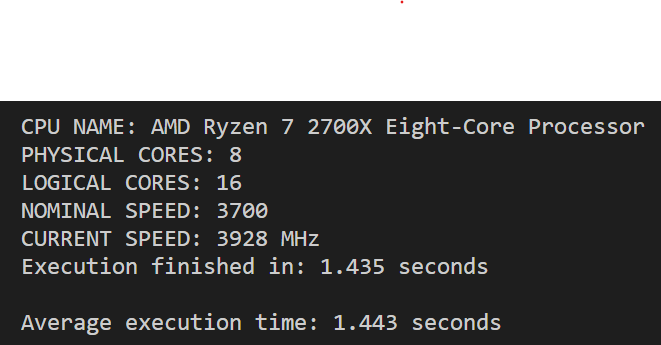 CPU NAME: AMD Ryzen 7 2700X Eight-Core Processor
PHYSICAL CORES: 8
LOGICAL CORES: 16
NOMINAL SPEED: 3700
CURRENT SPEED: 3928 MHz
Execution finished in: 1.435 seconds
Average execution time: 1.443 seconds